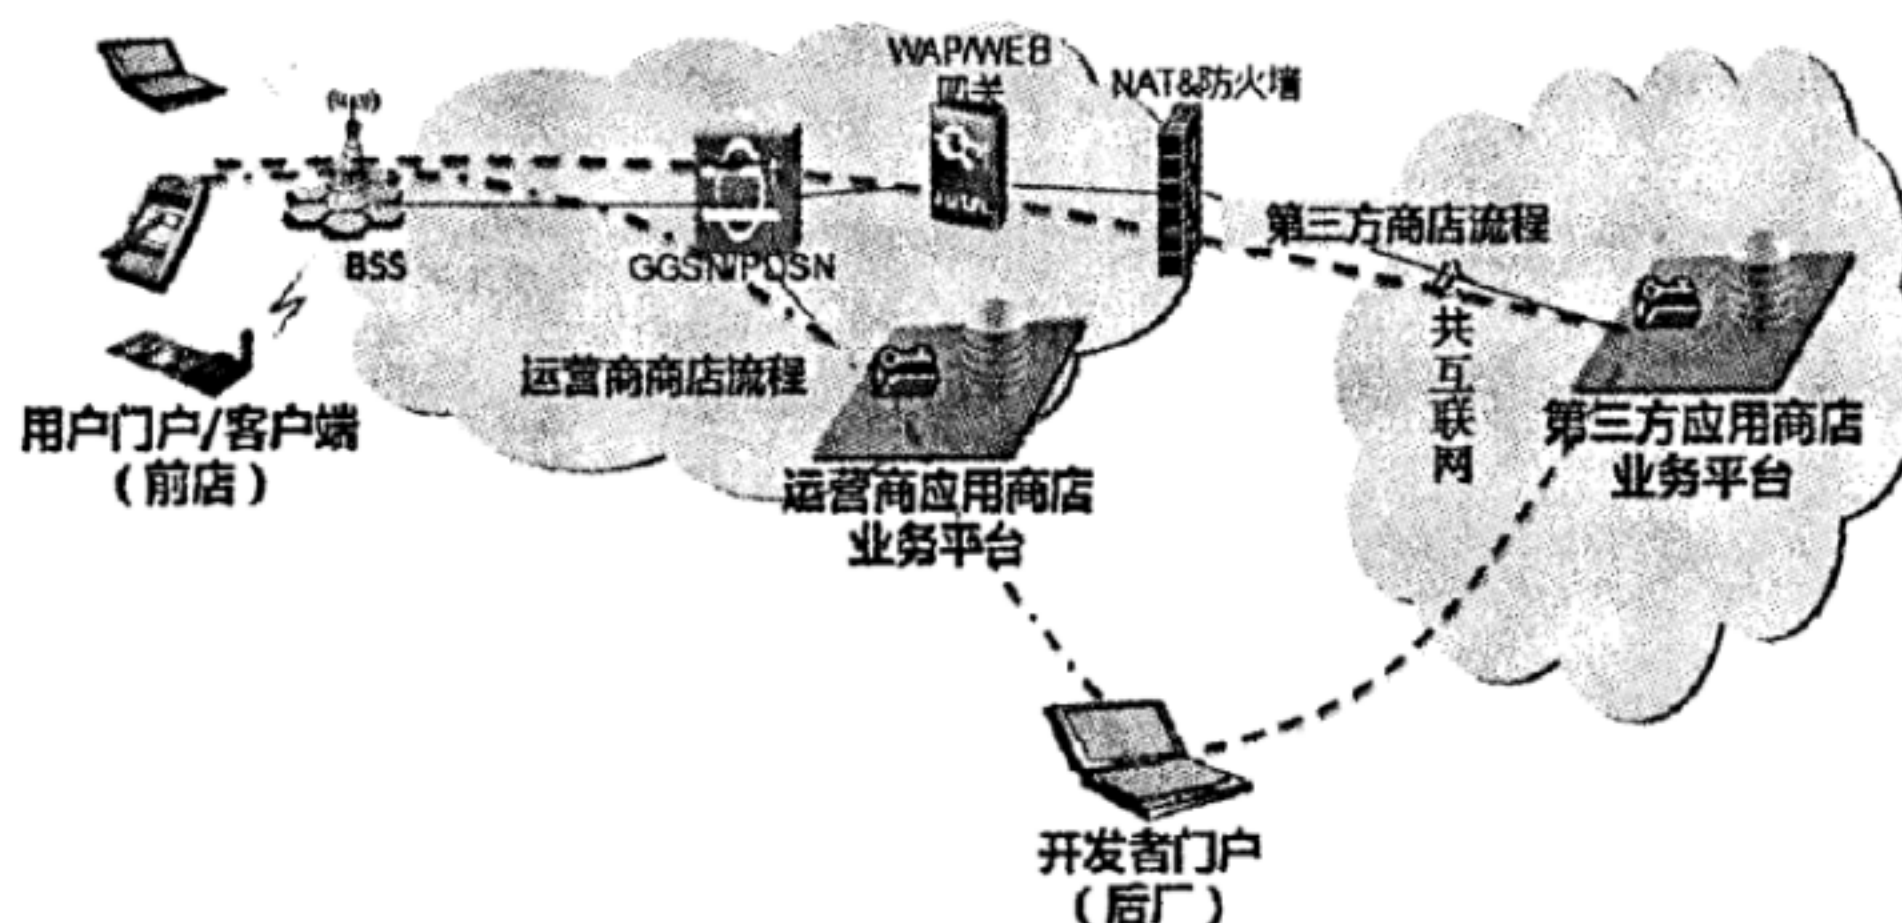 WAP/WEB
网关
NAT&防火墙
BSS
GGSN/PDSN
第三方商店流程
公共互联网
运营商商店流程
用户门户/客户端
（前店）
运营商应用商店
业务平台
第三方应用商店
业务平台
开发者门户
（后厂）